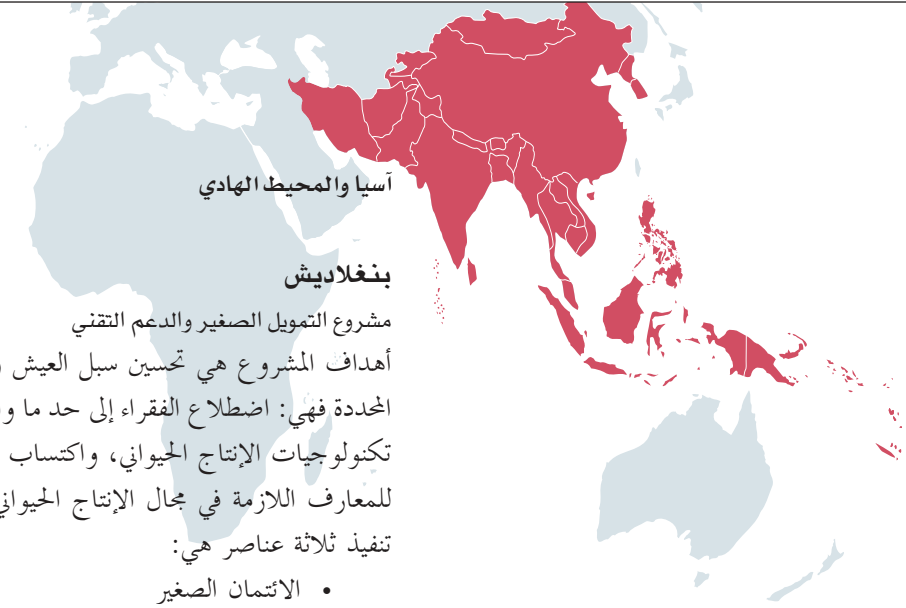 آسيا والمحيط الهادي
بنغلاديش
مشروع التمويل الصغير والدعم التقني
أهداف المشروع هي تحسين سبل العيش
المحددة فهي: اضطلاع الفقراء إلى حد ما
تكنولوجيات الإنتاج الحيواني، واكتساب
للمعارف اللازمة في مجال الإنتاج الحيواني
تنفيذ ثلاثة عناصر هي:
• الائتمان الصغير